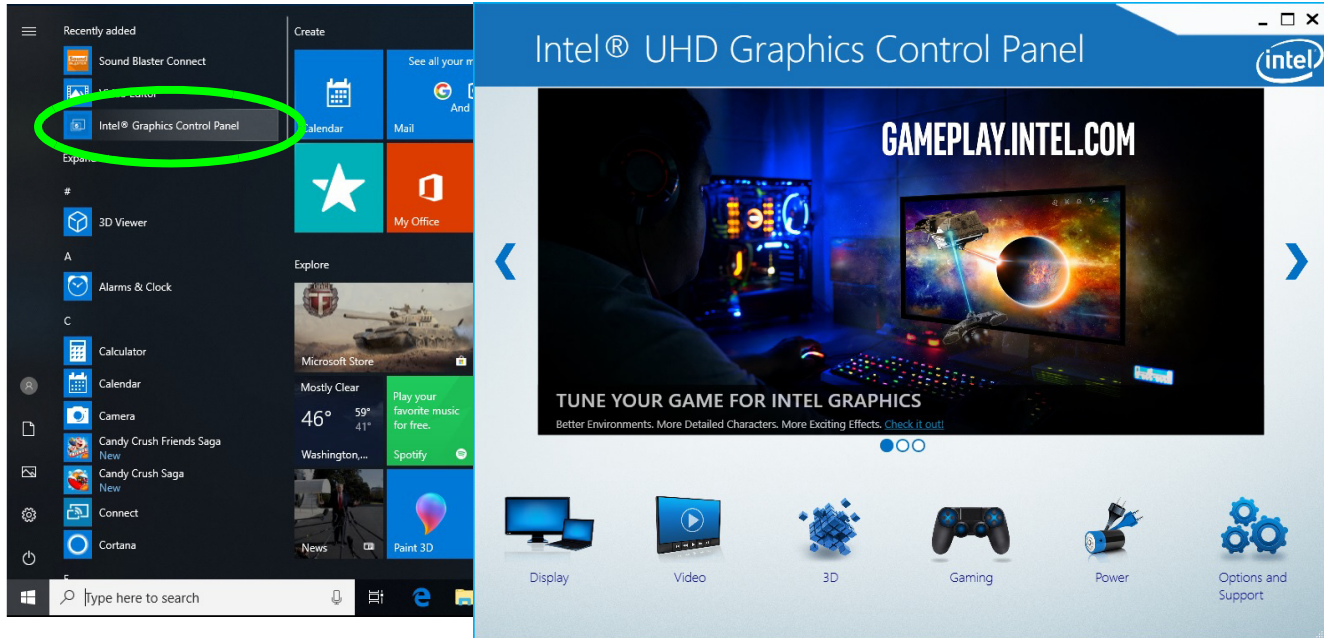 Recently added
Create
Sound Blaster Connect
See all your m
Video Editor
And
Intel® Graphics Control Panel
Calendar
Mail
Expand
#
3D Viewer
My Office
A
Alarms & Clock
Explore
C
Calculator
Microsoft Store
Calendar
Mostly Clear
46°
59°
41°
Washington,...
Play your
favorite music
for free.
Spotify
Camera
Candy Crush Friends Saga
New
Candy Crush Saga
New
Connect
Cortana
News
Paint 3D
Type here to search
Intel® UHD Graphics Control Panel
intel
GAMEPLAY.INTEL.COM
TUNE YOUR GAME FOR INTEL GRAPHICS
Better Environments. More Detailed Characters. More Exciting Effects. Check it out!
Display
Video
3D
Gaming
Power
Options and
Support